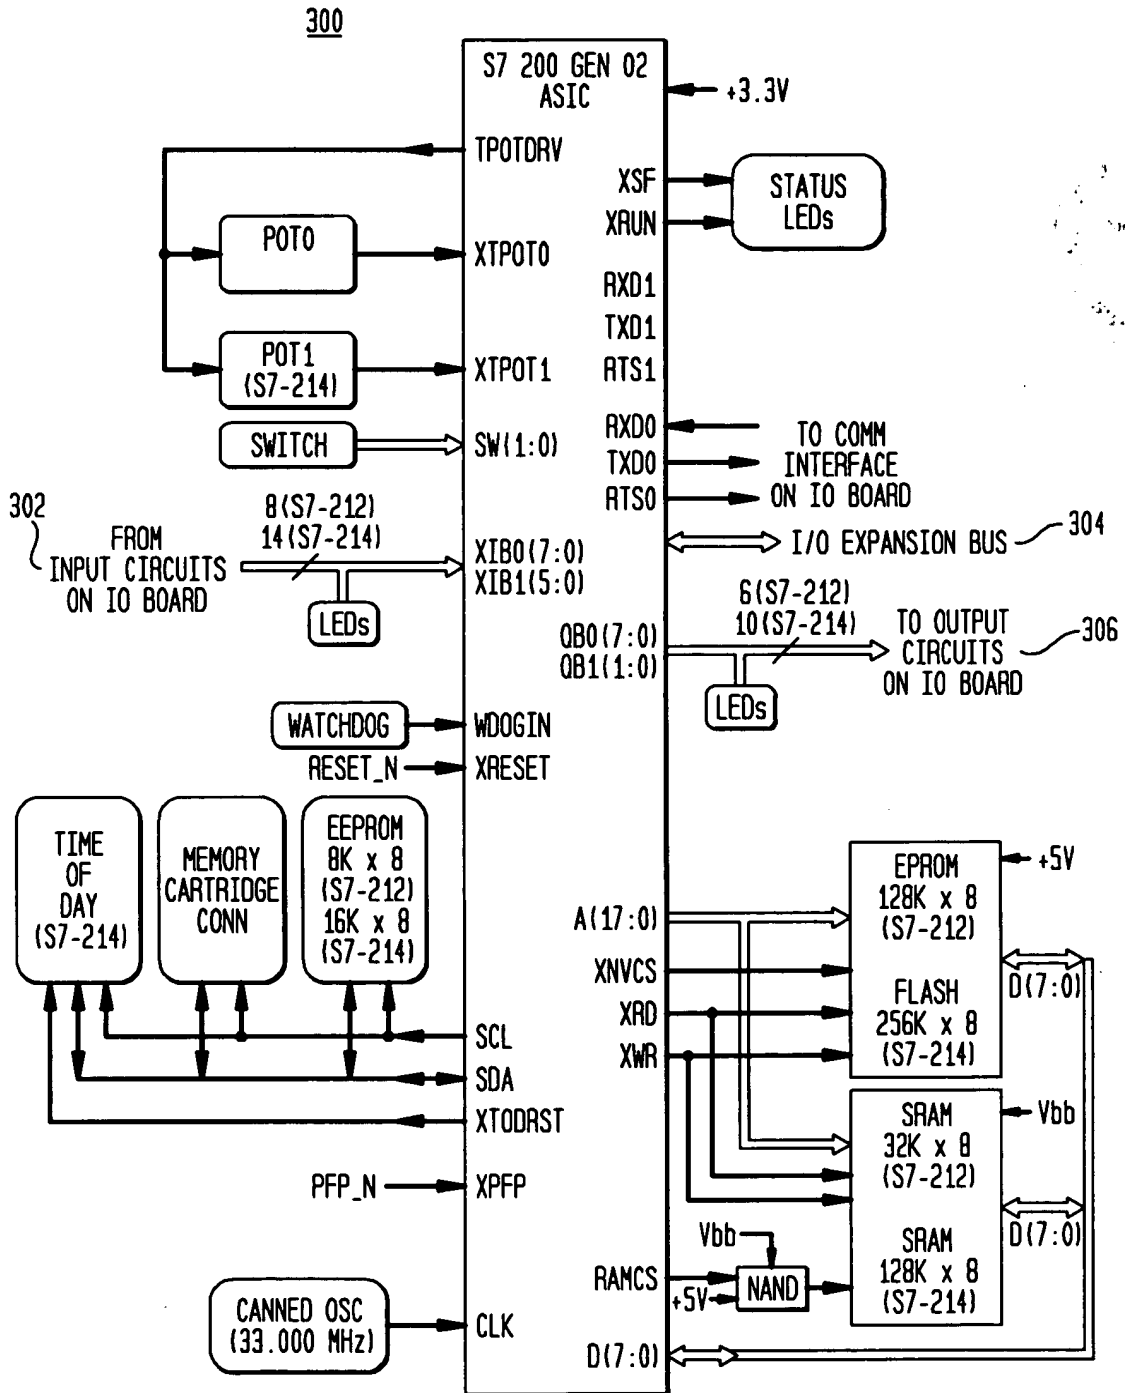 300
S7 200 GEN 02
ASIC
+3.3V
TPOTDRV
XSF
XRUN
STATUS
LEDs
POT0
XTPOT0
RXD1
TXD1
RTS1
POT1
(S7-214)
XTPOT1
SWITCH
SW(1:0)
RXD0
TXD0
RTS0
TO COMM
INTERFACE
ON IO BOARD
302
FROM
INPUT CIRCUITS
ON IO BOARD
8(S7-212)
14(S7-214)
XIB0(7:0)
XIB1(5:0)
LEDs
I/O EXPANSION BUS
304
QB0(7:0)
QB1(1:0)
6(S7-212)
10(S7-214)
LEDs
TO OUTPUT
CIRCUITS
ON IO BOARD
306
WATCHDOG
WDOGIN
RESET_N
XRESET
TIME
OF
DAY
(S7-214)
MEMORY
CARTRIDGE
CONN
EEPROM
8K x 8
(S7-212)
16K x 8
(S7-214)
SCL
SDA
XTODRST
PFP_N
XPFP
CANNED OSC
(33.000 MHz)
CLK
A(17:0)
XNVCS
XRD
XWR
EPROM
128K x 8
(S7-212)
FLASH
256K x 8
(S7-214)
+5V
D(7:0)
SRAM
32K x 8
(S7-212)
SRAM
128K x 8
(S7-214)
Vbb
D(7:0)
Vbb
RAMCS
+5V
NAND
D(7:0)